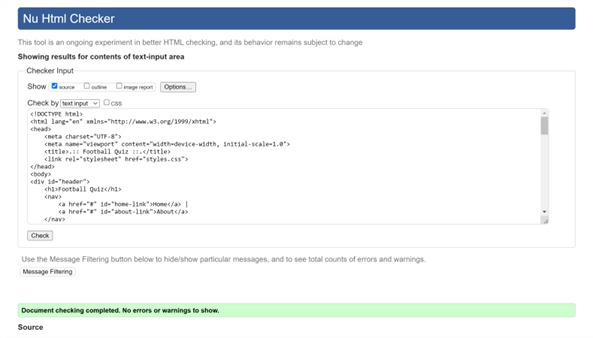 Nu Html Checker
This tool is an ongoing experiment in better HTML checking, and its behavior remains subject to change
Showing results for contents of text-input area
Checker Input
Show source outline image report Options...
Check by text input css
<!DOCTYPE html>
<html lang="en" xmlns="http://www.w3.org/1999/xhtml">
<head>
<meta charset="UTF-8">
<meta name="viewport" content="width=device-width, initial-scale=1.0">
<title>.:: Football Quiz ::.</title>
<link rel="stylesheet" href="styles.css">
</head>
<body>
<div id="header">
<h1>Football Quiz</h1>
<nav>
<a href="#" id="home-link">Home</a> |
<a href="#" id="about-link">About</a>
</nav>
Check
Use the Message Filtering button below to hide/show particular messages, and to see total counts of errors and warnings.
Message Filtering
Document checking completed. No errors or warnings to show.
Source